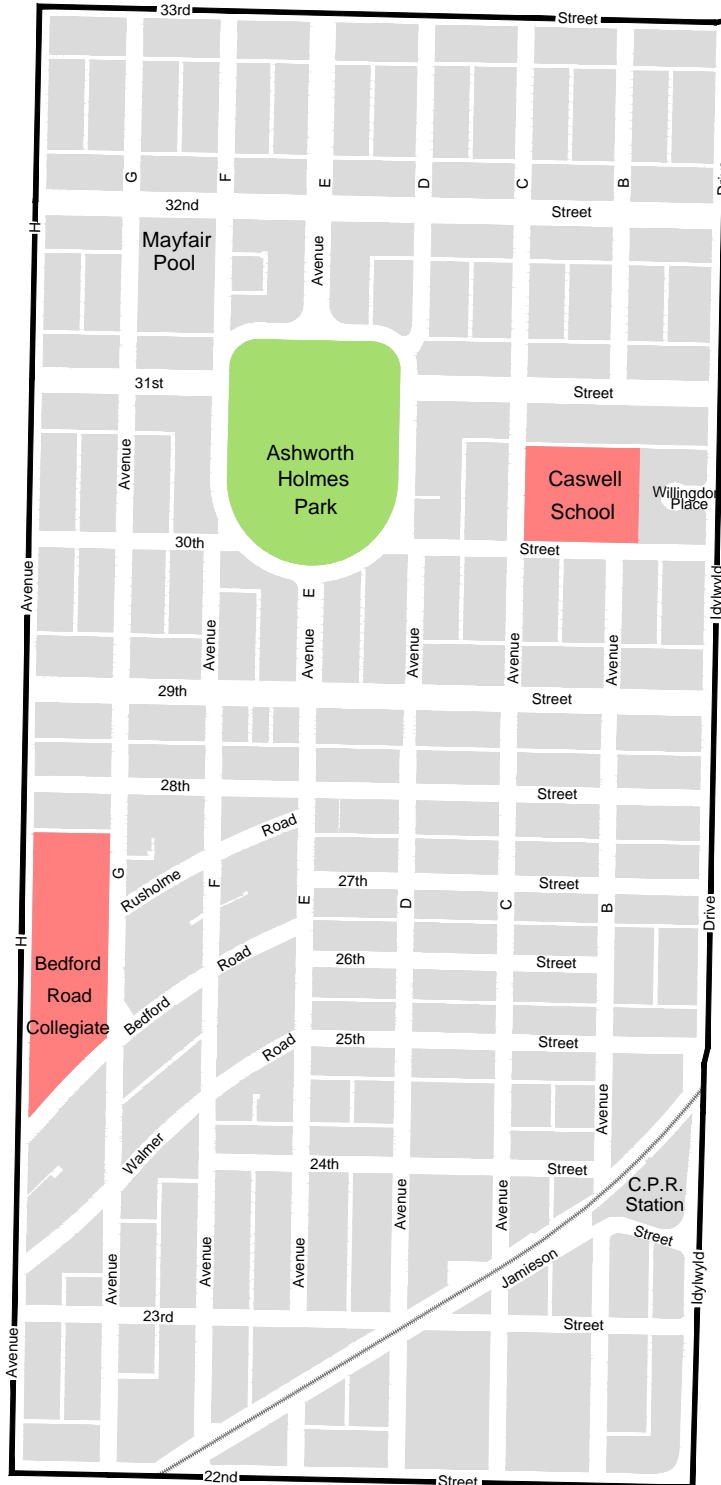 33rd
Street
G
F
E
D
C
B
Drive
32nd
Street
H
Mayfair
Pool
Avenue
31st
Street
Avenue
Ashworth
Holmes
Park
Caswell
School
Willingdon
Place
30th
Street
Avenue
Idylwyld
E
Avenue
Avenue
Avenue
Avenue
Avenue
29th
Street
28th
Street
Road
Rusholme
G
F
E
27th
Street
D
C
B
Drive
H
Bedford
Road
Collegiate
Road
Bedford
26th
Street
Road
Walmer
25th
Street
Avenue
24th
Street
C.P.R.
Station
Avenue
Avenue
Street
Jamieson
Avenue
Avenue
Avenue
Idylwyld
23rd
Street
Avenue
22nd
Street